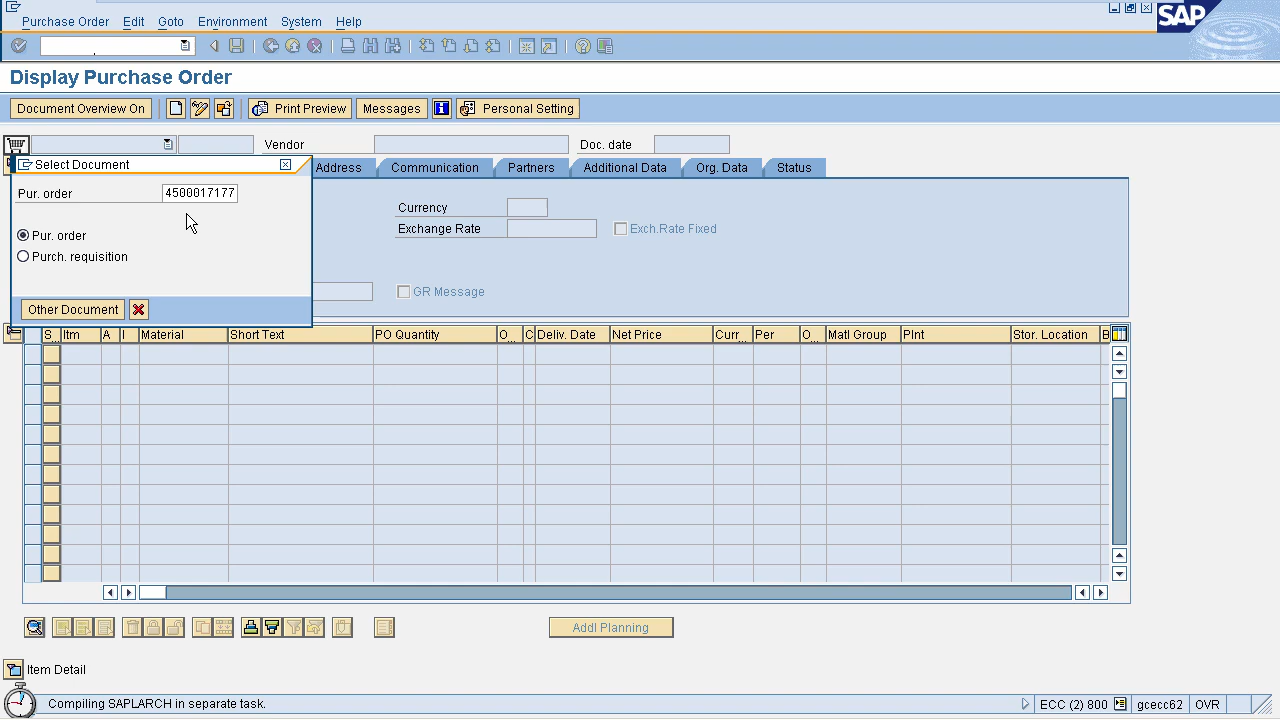 Purchase Order Edit Goto Environment System Help
SAP
Display Purchase Order
Document Overview On Print Preview Messages Personal Setting
Vendor Doc. date
Select Document
Address Communication Partners Additional Data Org. Data Status
Pur. order 4500017177
Currency
Exchange Rate Exch.Rate Fixed
Pur. order
Purch. requisition
GR Message
Other Document
S... Itm A I Material Short Text PO Quantity O... C Deliv. Date Net Price Curr... Per O... Matl Group Plnt Stor. Location B
Addl Planning
Item Detail
Compiling SAPLARCH in separate task. ECC (2) 800 gcecc62 OVR